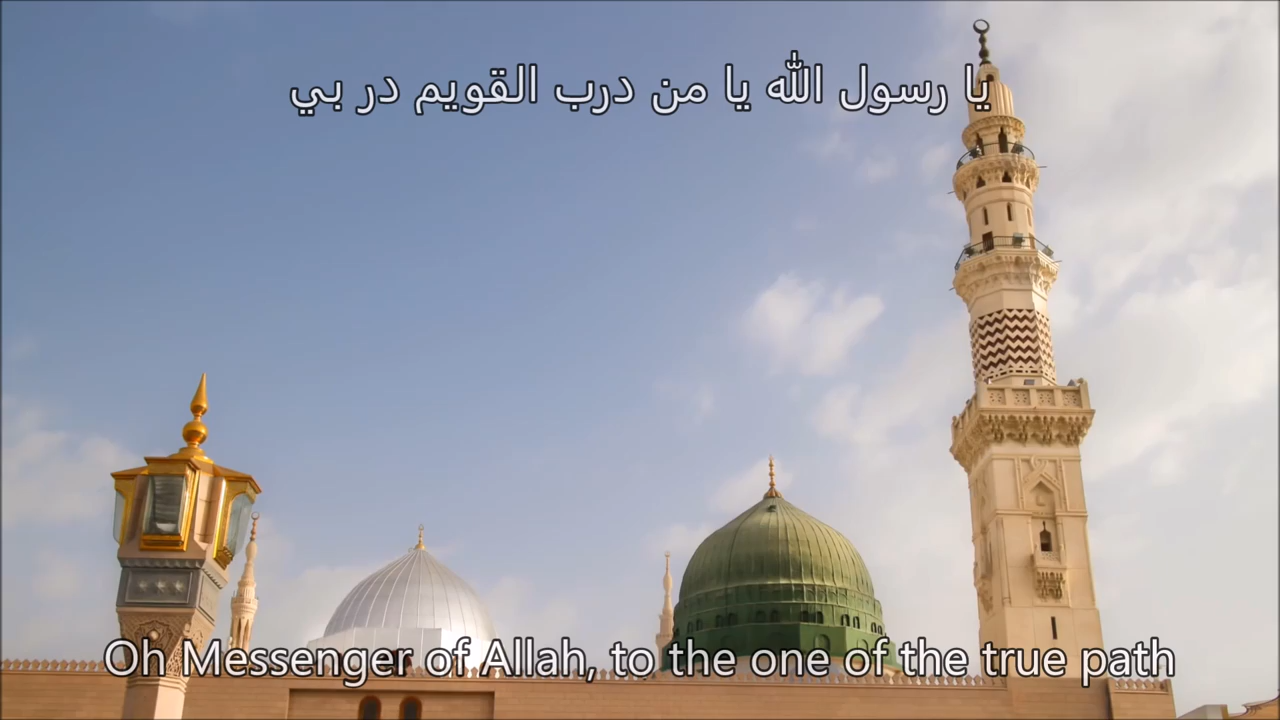 يا رسول الله يا من درب القويم در بي
Oh Messenger of Allah, to the one of the true path